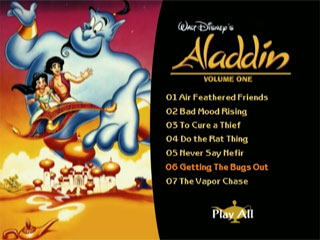 Walt Disney's
Aladdin
VOLUME ONE
01 Air Feathered Friends
02 Bad Mood Rising
03 To Cure a Thief
04 Do the Rat Thing
05 Never Say Nefir
06 Getting The Bugs Out
07 The Vapor Chase
Play All